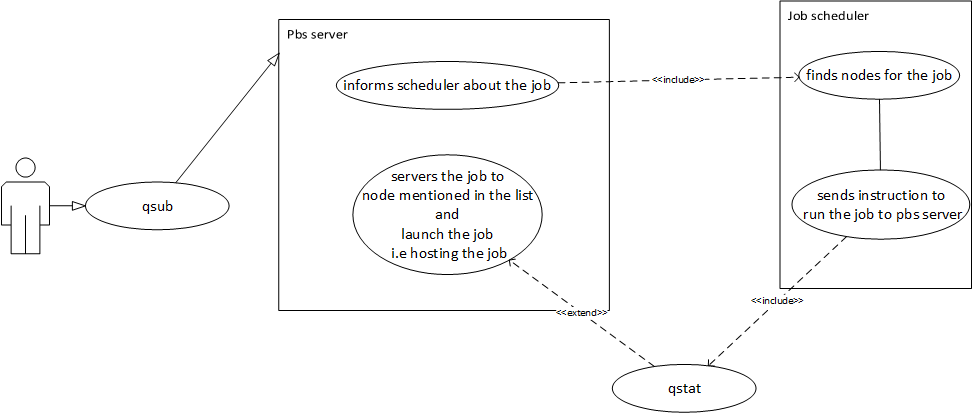 Pbs server
Job scheduler
informs scheduler about the job
<<include>>
finds nodes for the job
servers the job to
node mentioned in the list
and
launch the job
i.e hosting the job
qsub
sends instruction to
run the job to pbs server
<<include>>
<<extend>>
qstat